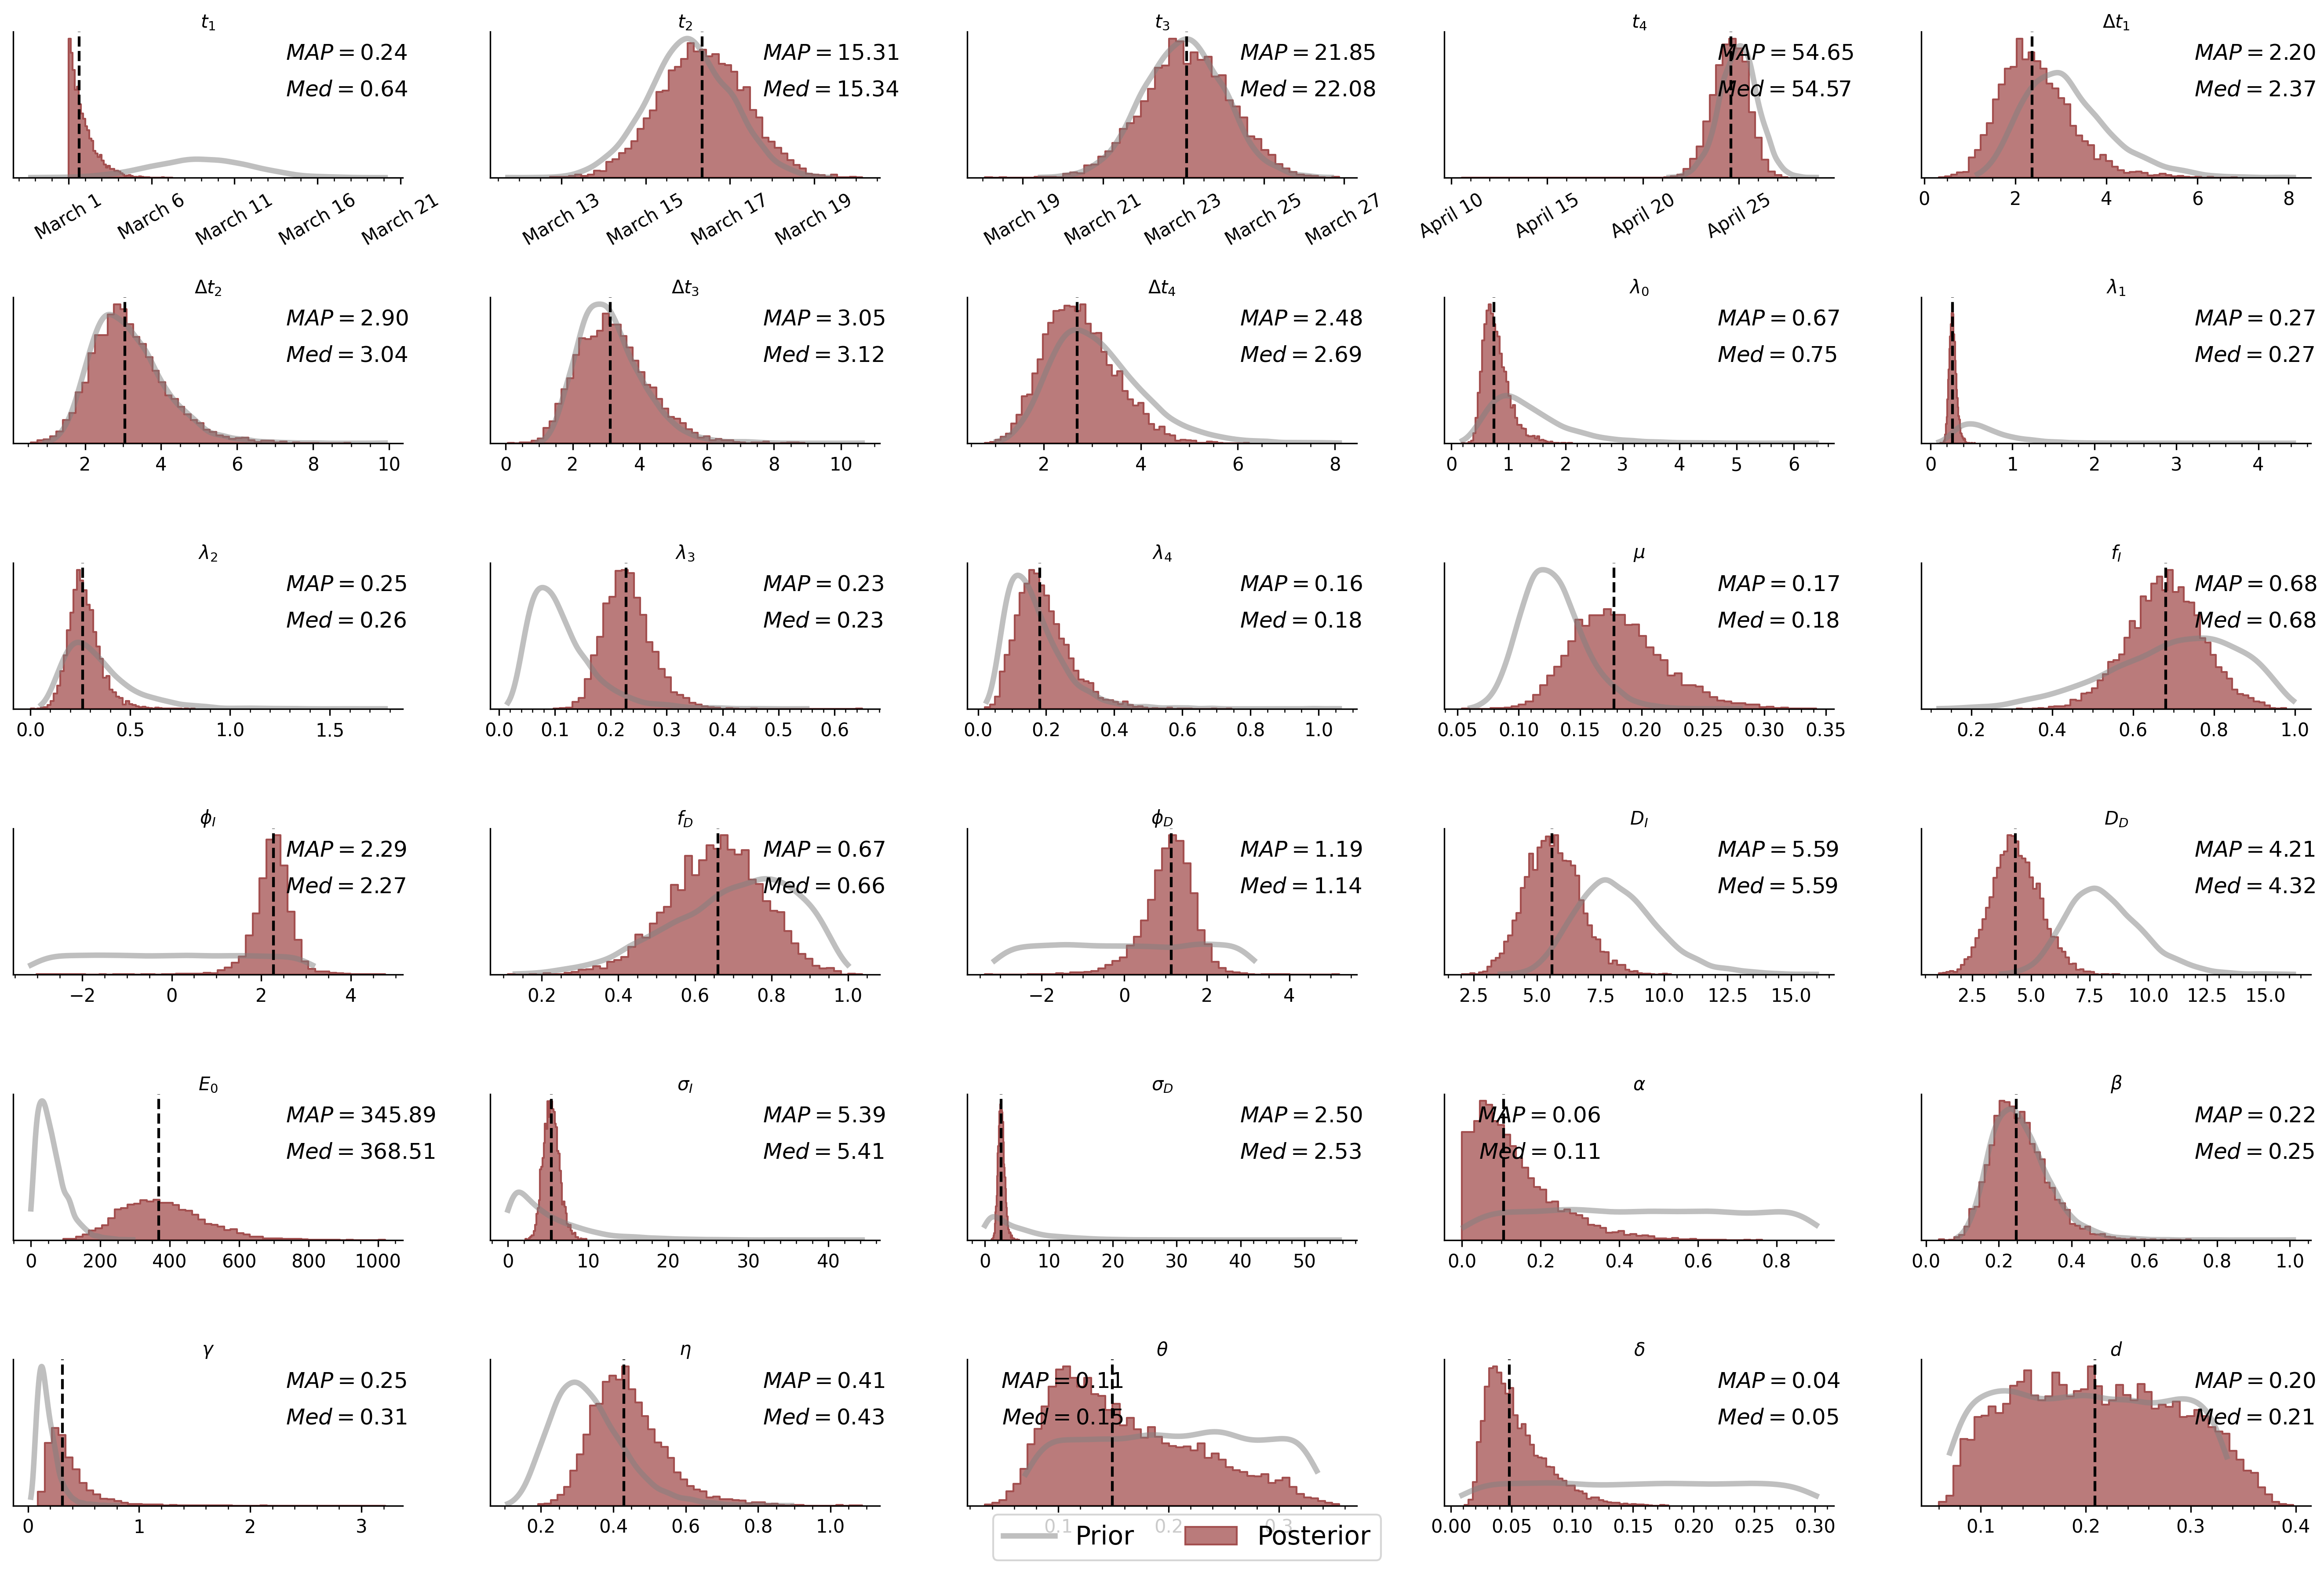 t₁ t₂ t₃ t₄ Δt₁
MAP = 0.24 MAP = 15.31 MAP = 21.85 MAP = 54.65 MAP = 2.20
Med = 0.64 Med = 15.34 Med = 22.08 Med = 54.57 Med = 2.37
March 1 March 6 March 11 March 16 March 21 March 13 March 15 March 17 March 19 March 19 March 21 March 23 March 25 March 27 April 10 April 15 April 20 April 25 0 2 4 6 8
Δt₂ Δt₃ Δt₄ λ₀ λ₁
MAP = 2.90 MAP = 3.05 MAP = 2.48 MAP = 0.67 MAP = 0.27
Med = 3.04 Med = 3.12 Med = 2.69 Med = 0.75 Med = 0.27
2 4 6 8 10 0 2 4 6 8 10 2 4 6 8 0 1 2 3 4 5 6 0 1 2 3 4
λ₂ λ₃ λ₄ μ f_I
MAP = 0.25 MAP = 0.23 MAP = 0.16 MAP = 0.17 MAP = 0.68
Med = 0.26 Med = 0.23 Med = 0.18 Med = 0.18 Med = 0.68
0.0 0.5 1.0 1.5 0.0 0.1 0.2 0.3 0.4 0.5 0.6 0.0 0.2 0.4 0.6 0.8 1.0 0.05 0.10 0.15 0.20 0.25 0.30 0.35 0.2 0.4 0.6 0.8 1.0
ϕ_I f_D ϕ_D D_I D_D
MAP = 2.29 MAP = 0.67 MAP = 1.19 MAP = 5.59 MAP = 4.21
Med = 2.27 Med = 0.66 Med = 1.14 Med = 5.59 Med = 4.32
−2 0 2 4 0.2 0.4 0.6 0.8 1.0 −2 0 2 4 2.5 5.0 7.5 10.0 12.5 15.0 2.5 5.0 7.5 10.0 12.5 15.0
E₀ σ_I σ_D α β
MAP = 345.89 MAP = 5.39 MAP = 2.50 MAP = 0.06 MAP = 0.22
Med = 368.51 Med = 5.41 Med = 2.53 Med = 0.11 Med = 0.25
0 200 400 600 800 1000 0 10 20 30 40 0 10 20 30 40 50 0.0 0.2 0.4 0.6 0.8 0.0 0.2 0.4 0.6 0.8 1.0
γ η θ δ d
MAP = 0.25 MAP = 0.41 MAP = 0.11 MAP = 0.04 MAP = 0.20
Med = 0.31 Med = 0.43 Med = 0.15 Med = 0.05 Med = 0.21
0 1 2 3 0.2 0.4 0.6 0.8 1.0 0.1 0.2 0.3 0.00 0.05 0.10 0.15 0.20 0.25 0.30 0.1 0.2 0.3 0.4
Prior Posterior